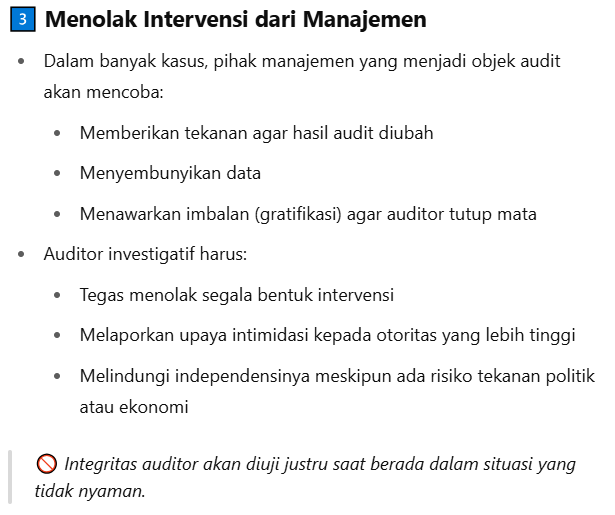 3 Menolak Intervensi dari Manajemen
• Dalam banyak kasus, pihak manajemen yang menjadi objek audit
akan mencoba:
• Memberikan tekanan agar hasil audit diubah
• Menyembunyikan data
• Menawarkan imbalan (gratifikasi) agar auditor tutup mata
• Auditor investigatif harus:
• Tegas menolak segala bentuk intervensi
• Melaporkan upaya intimidasi kepada otoritas yang lebih tinggi
• Melindungi independensinya meskipun ada risiko tekanan politik
atau ekonomi
🚫 Integritas auditor akan diuji justru saat berada dalam situasi yang
tidak nyaman.